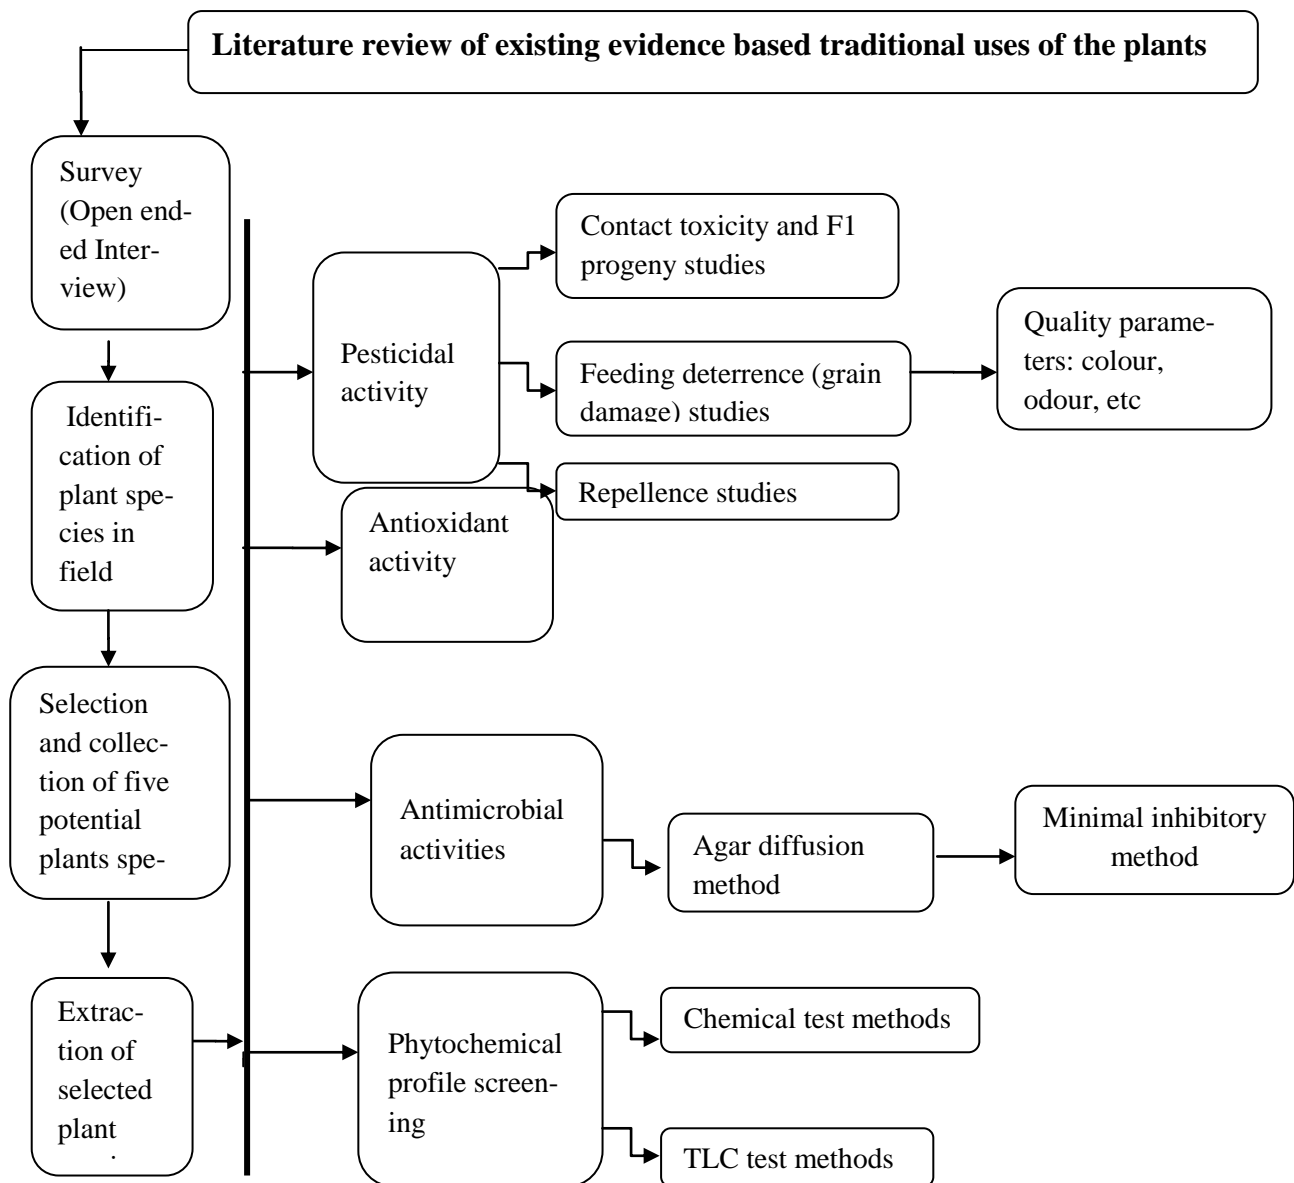 Literature review of existing evidence based traditional uses of the plants
Survey
(Open end-
ed Inter-
view)
Identifi-
cation of
plant spe-
cies in
field
Selection
and collec-
tion of five
potential
plants spe-
Extrac-
tion of
selected
plant
Pesticidal
activity
Contact toxicity and F1
progeny studies
Feeding deterrence (grain
damage) studies
Quality parame-
ters: colour,
odour, etc
Repellence studies
Antioxidant
activity
Antimicrobial
activities
Agar diffusion
method
Minimal inhibitory
method
Phytochemical
profile screen-
ing
Chemical test methods
TLC test methods